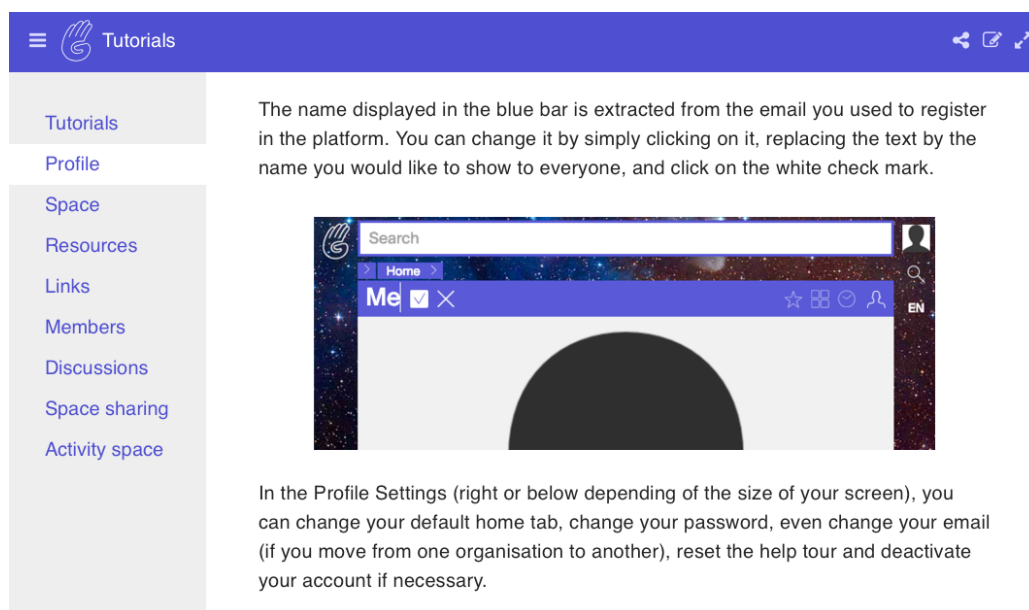 Tutorials
Tutorials
Profile
Space
Resources
Links
Members
Discussions
Space sharing
Activity space
The name displayed in the blue bar is extracted from the email you used to register
in the platform. You can change it by simply clicking on it, replacing the text by the
name you would like to show to everyone, and click on the white check mark.
Search
Home
Me
EN
In the Profile Settings (right or below depending of the size of your screen), you
can change your default home tab, change your password, even change your email
(if you move from one organisation to another), reset the help tour and deactivate
your account if necessary.